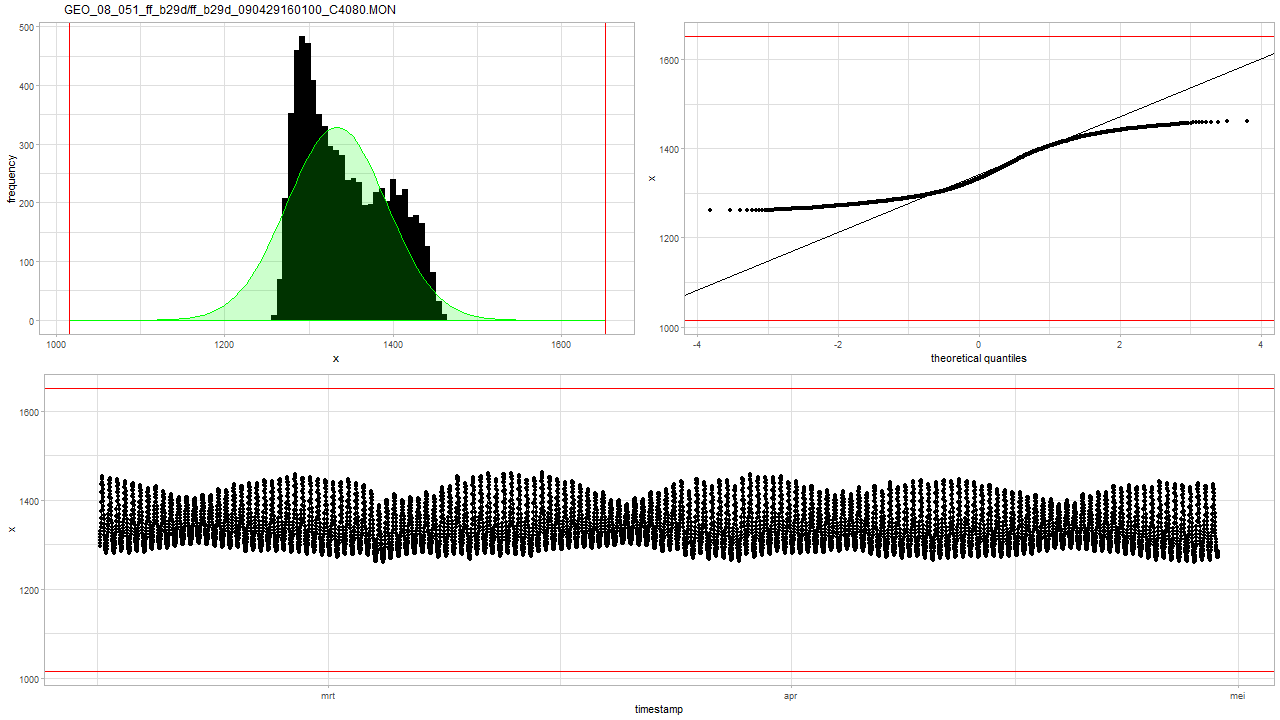 GEO_08_051_ff_b29d/ff_b29d_090429160100_C4080.MON
500
400
300
200
100
0
frequency
1000
1200
1400
1600
x
1600
1400
1200
1000
x
-4
-2
0
2
4
theoretical quantiles
1600
1400
1200
1000
x
mrt
apr
mei
timestamp